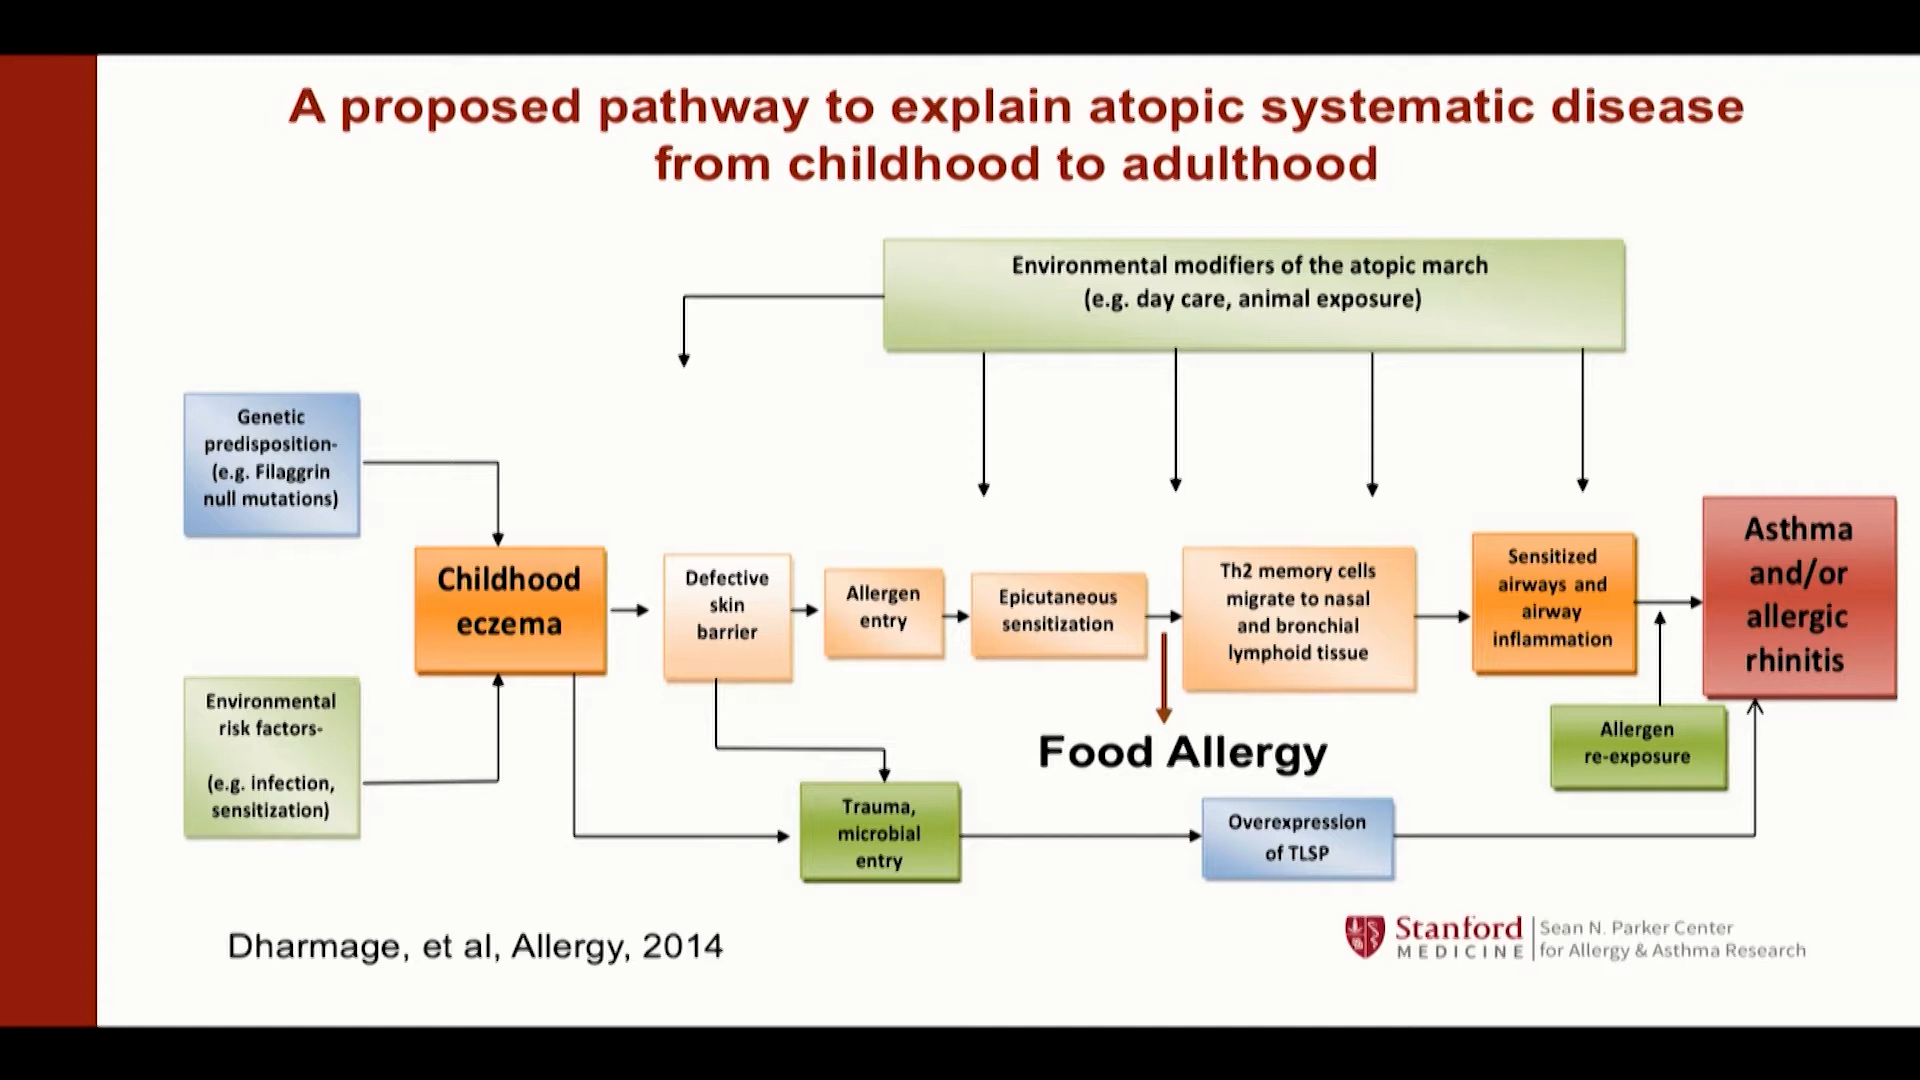 A proposed pathway to explain atopic systematic disease
from childhood to adulthood
Environmental modifiers of the atopic march
(e.g. day care, animal exposure)
Genetic
predisposition-
(e.g. Filaggrin
null mutations)
Environmental
risk factors-
(e.g. infection,
sensitization)
Childhood
eczema
Defective
skin
barrier
Allergen
entry
Epicutaneous
sensitization
Th2 memory cells
migrate to nasal
and bronchial
lymphoid tissue
Sensitized
airways and
airway
inflammation
Asthma
and/or
allergic
rhinitis
Food Allergy
Allergen
re-exposure
Trauma,
microbial
entry
Overexpression
of TLSP
Dharmage, et al, Allergy, 2014
Stanford
MEDICINE
Sean N. Parker Center
for Allergy & Asthma Research